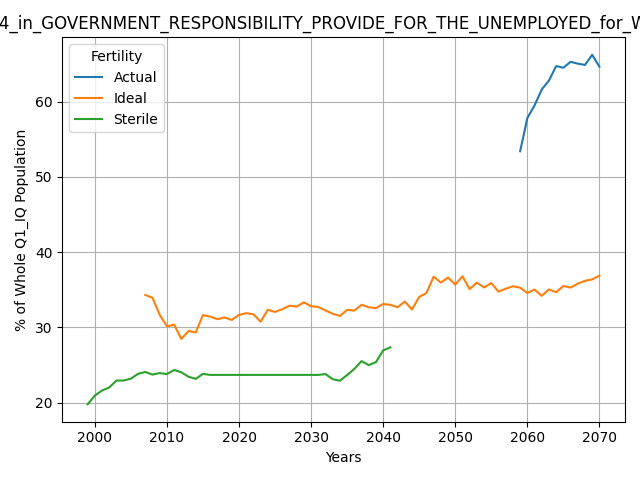 4_in_GOVERNMENT_RESPONSIBILITY_PROVIDE_FOR_THE_UNEMPLOYED_for_W
Fertility
Actual
Ideal
Sterile
% of Whole Q1_IQ Population
60
50
40
30
20
2000 2010 2020 2030 2040 2050 2060 2070
Years